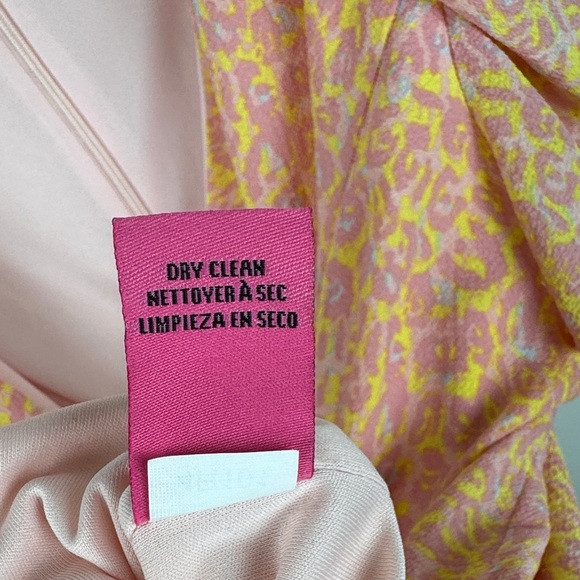 DRY CLEAN
NETTOYER À SEC
LIMPIEZA EN SECO